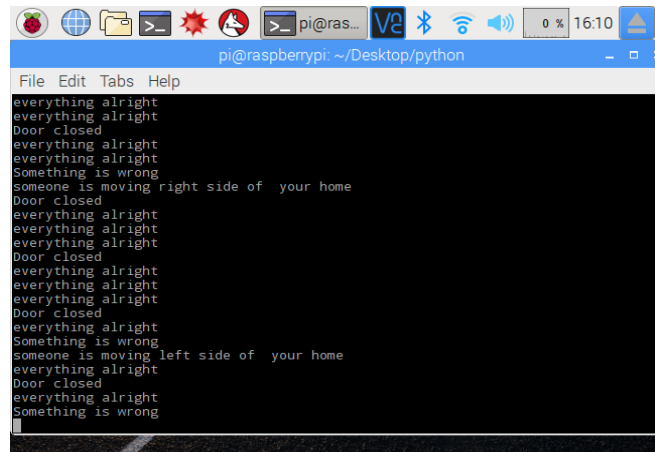 pi@ras...
0 %
16:10
pi@raspberrypi: ~/Desktop/python
File Edit Tabs Help
everything alright
everything alright
Door closed
everything alright
everything alright
Something is wrong
someone is moving right side of  your home
Door closed
everything alright
everything alright
everything alright
Door closed
everything alright
everything alright
everything alright
Door closed
everything alright
Something is wrong
someone is moving left side of  your home
everything alright
Door closed
everything alright
Something is wrong